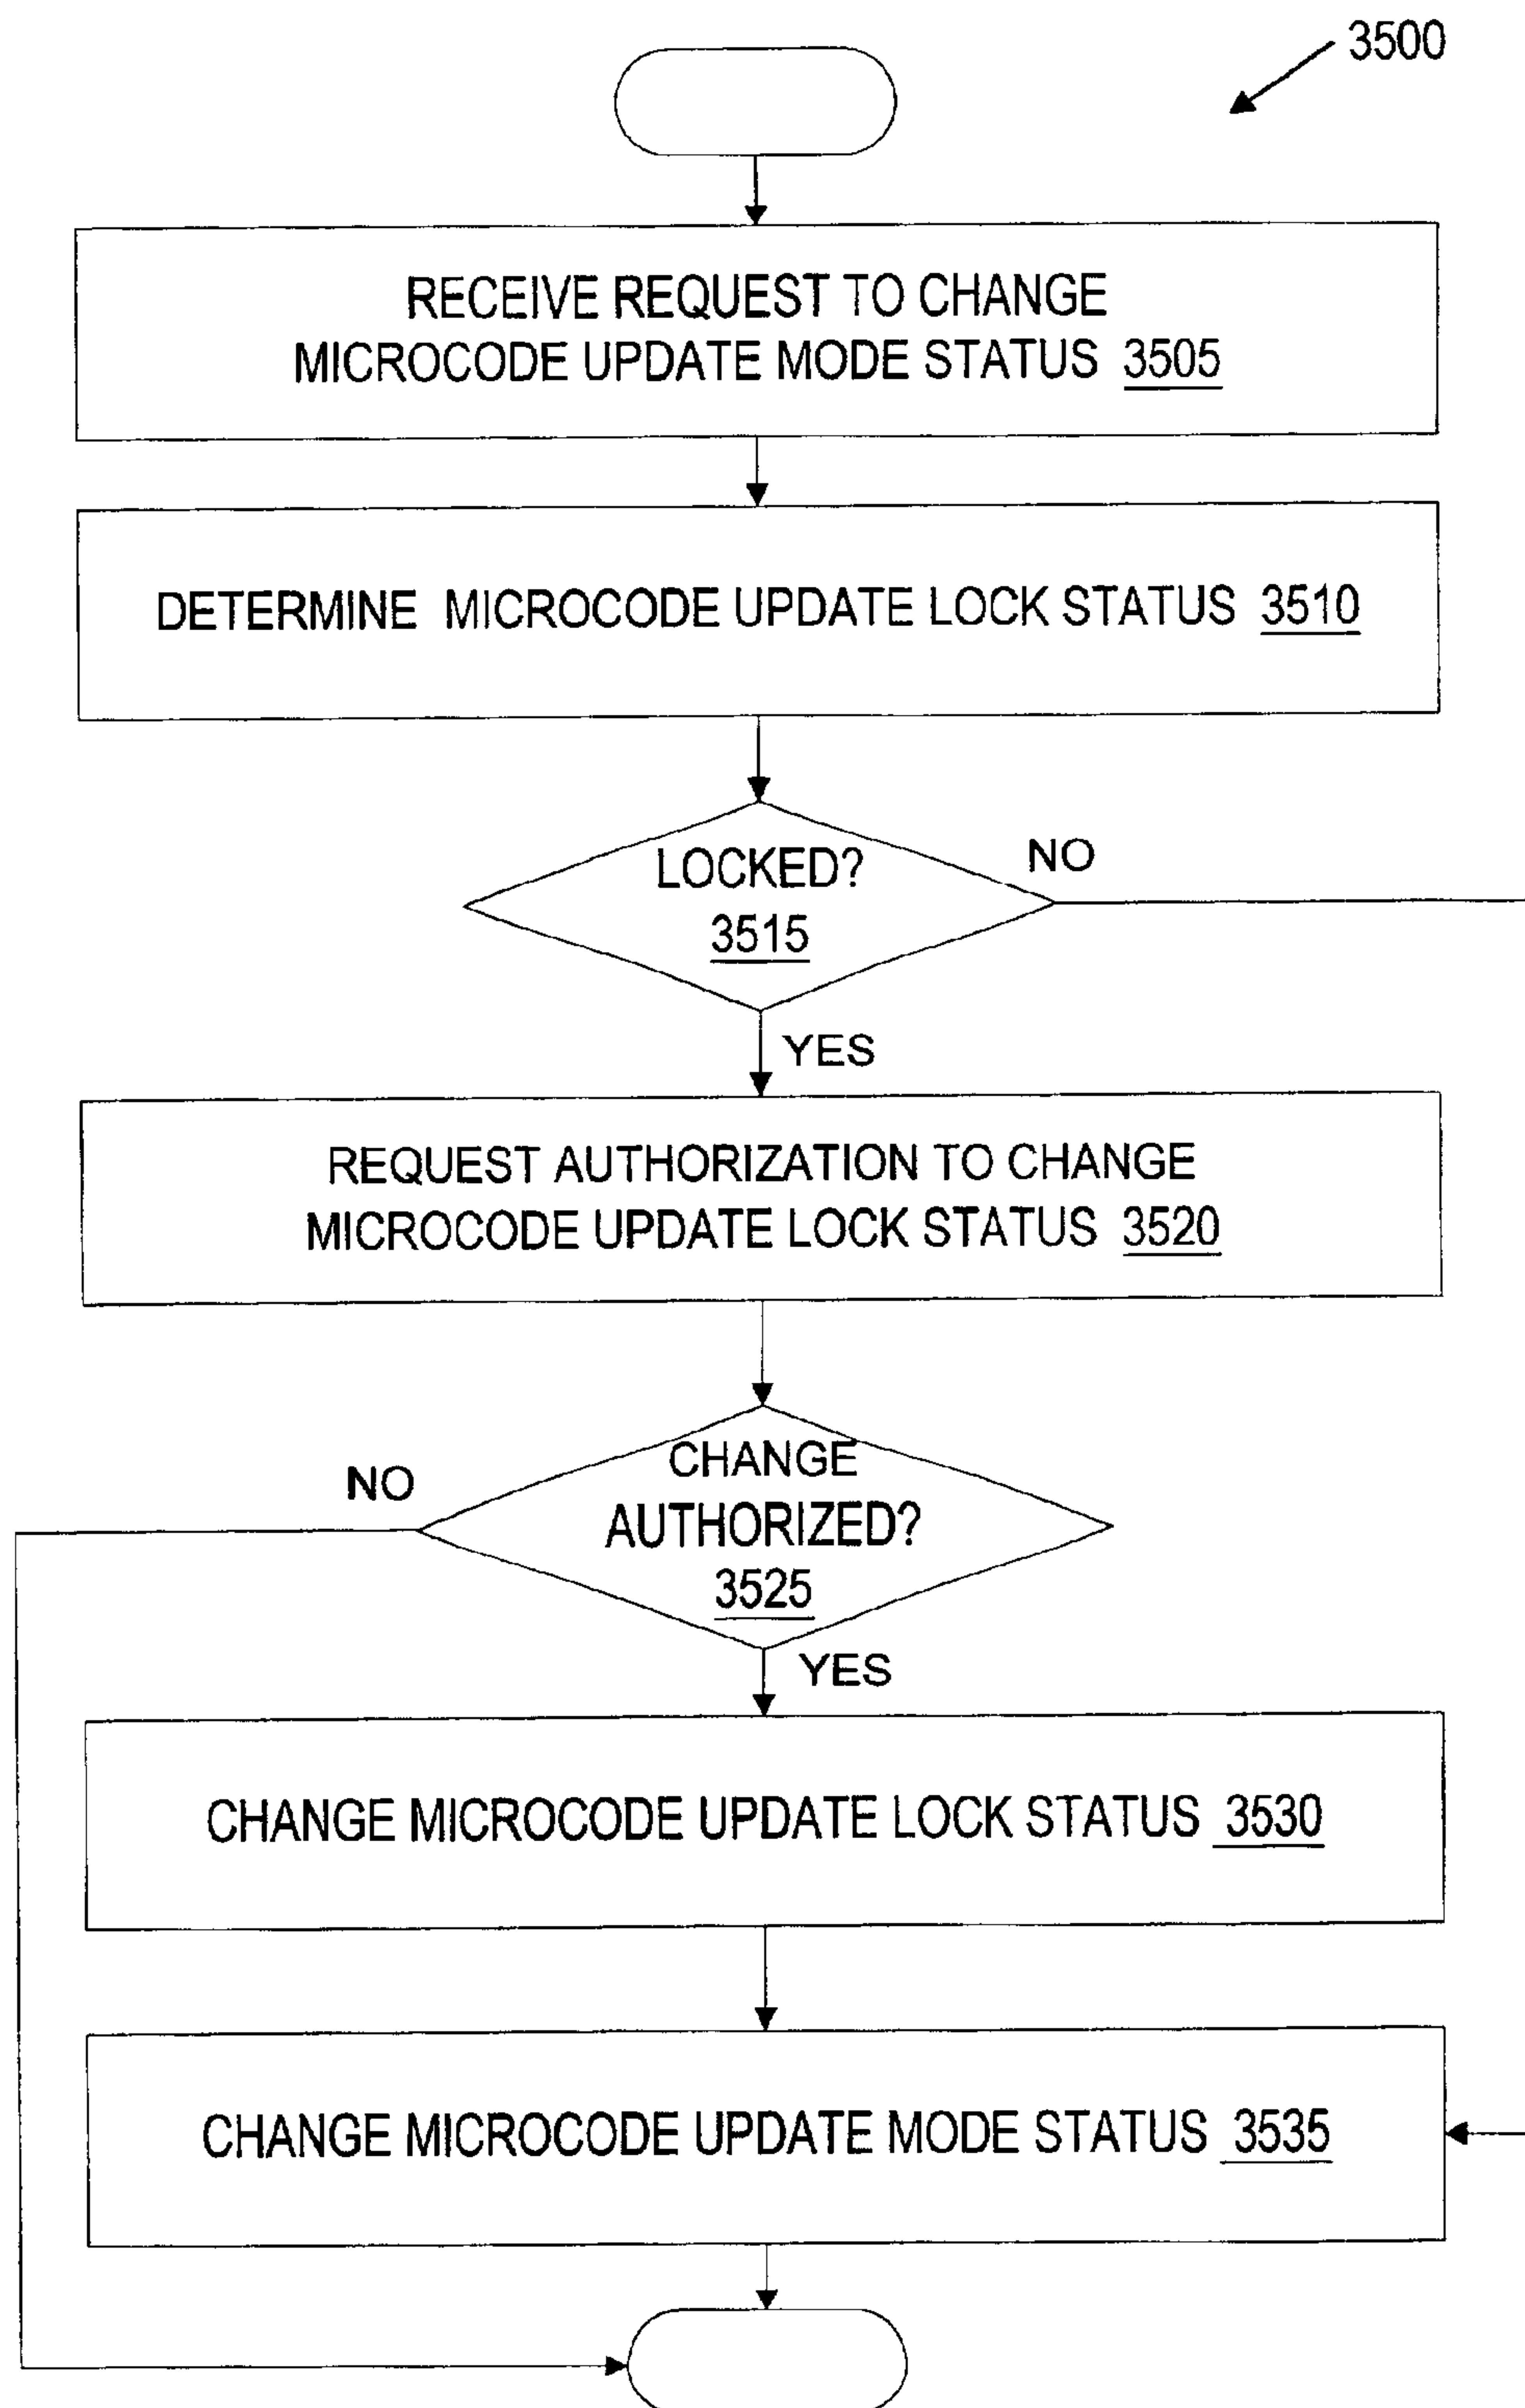 3500
RECEIVE REQUEST TO CHANGE
MICROCODE UPDATE MODE STATUS 3505
DETERMINE MICROCODE UPDATE LOCK STATUS 3510
LOCKED?
3515
NO
YES
REQUEST AUTHORIZATION TO CHANGE
MICROCODE UPDATE LOCK STATUS 3520
CHANGE
AUTHORIZED?
3525
NO
YES
CHANGE MICROCODE UPDATE LOCK STATUS 3530
CHANGE MICROCODE UPDATE MODE STATUS 3535